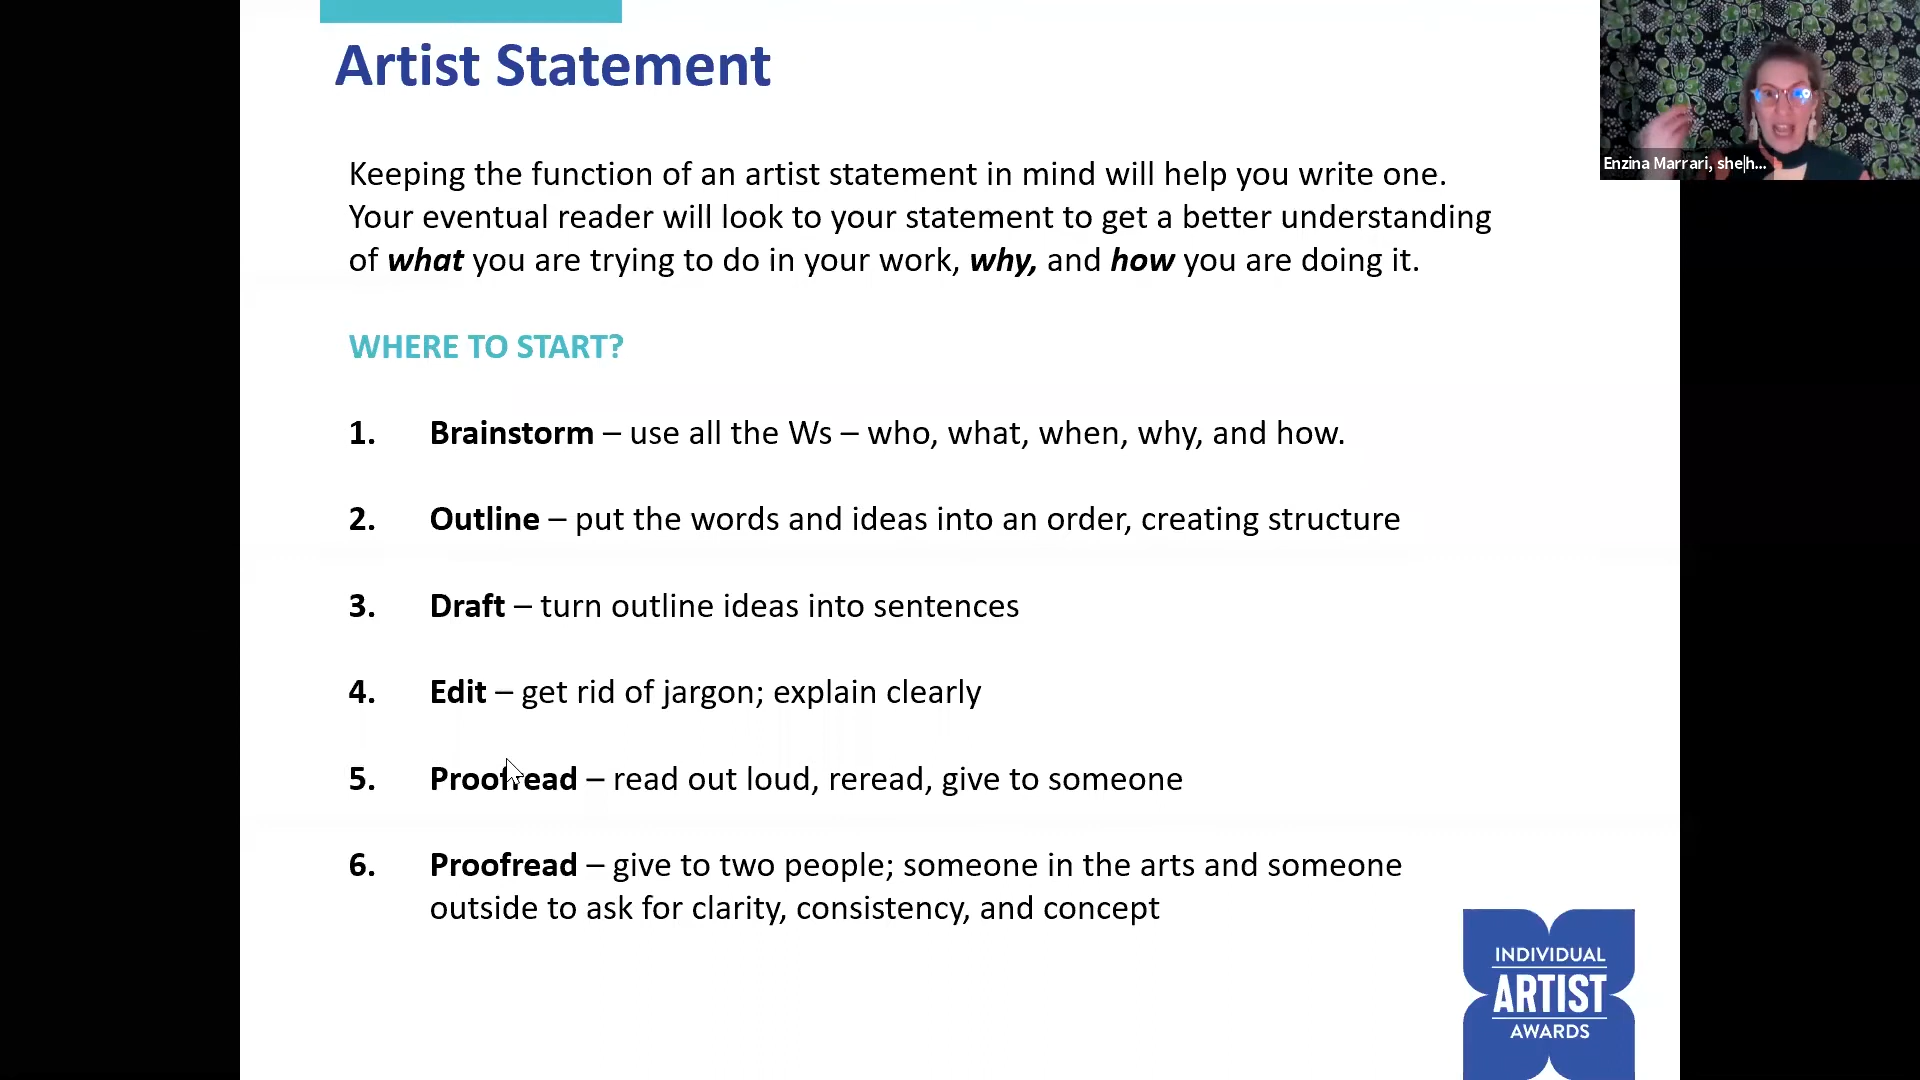 Artist Statement
Enzina Marrari, she|h...
Keeping the function of an artist statement in mind will help you write one.
Your eventual reader will look to your statement to get a better understanding
of what you are trying to do in your work, why, and how you are doing it.
WHERE TO START?
1. Brainstorm – use all the Ws – who, what, when, why, and how.
2. Outline – put the words and ideas into an order, creating structure
3. Draft – turn outline ideas into sentences
4. Edit – get rid of jargon; explain clearly
5. Proofread – read out loud, reread, give to someone
6. Proofread – give to two people; someone in the arts and someone
outside to ask for clarity, consistency, and concept
INDIVIDUAL
ARTIST
AWARDS